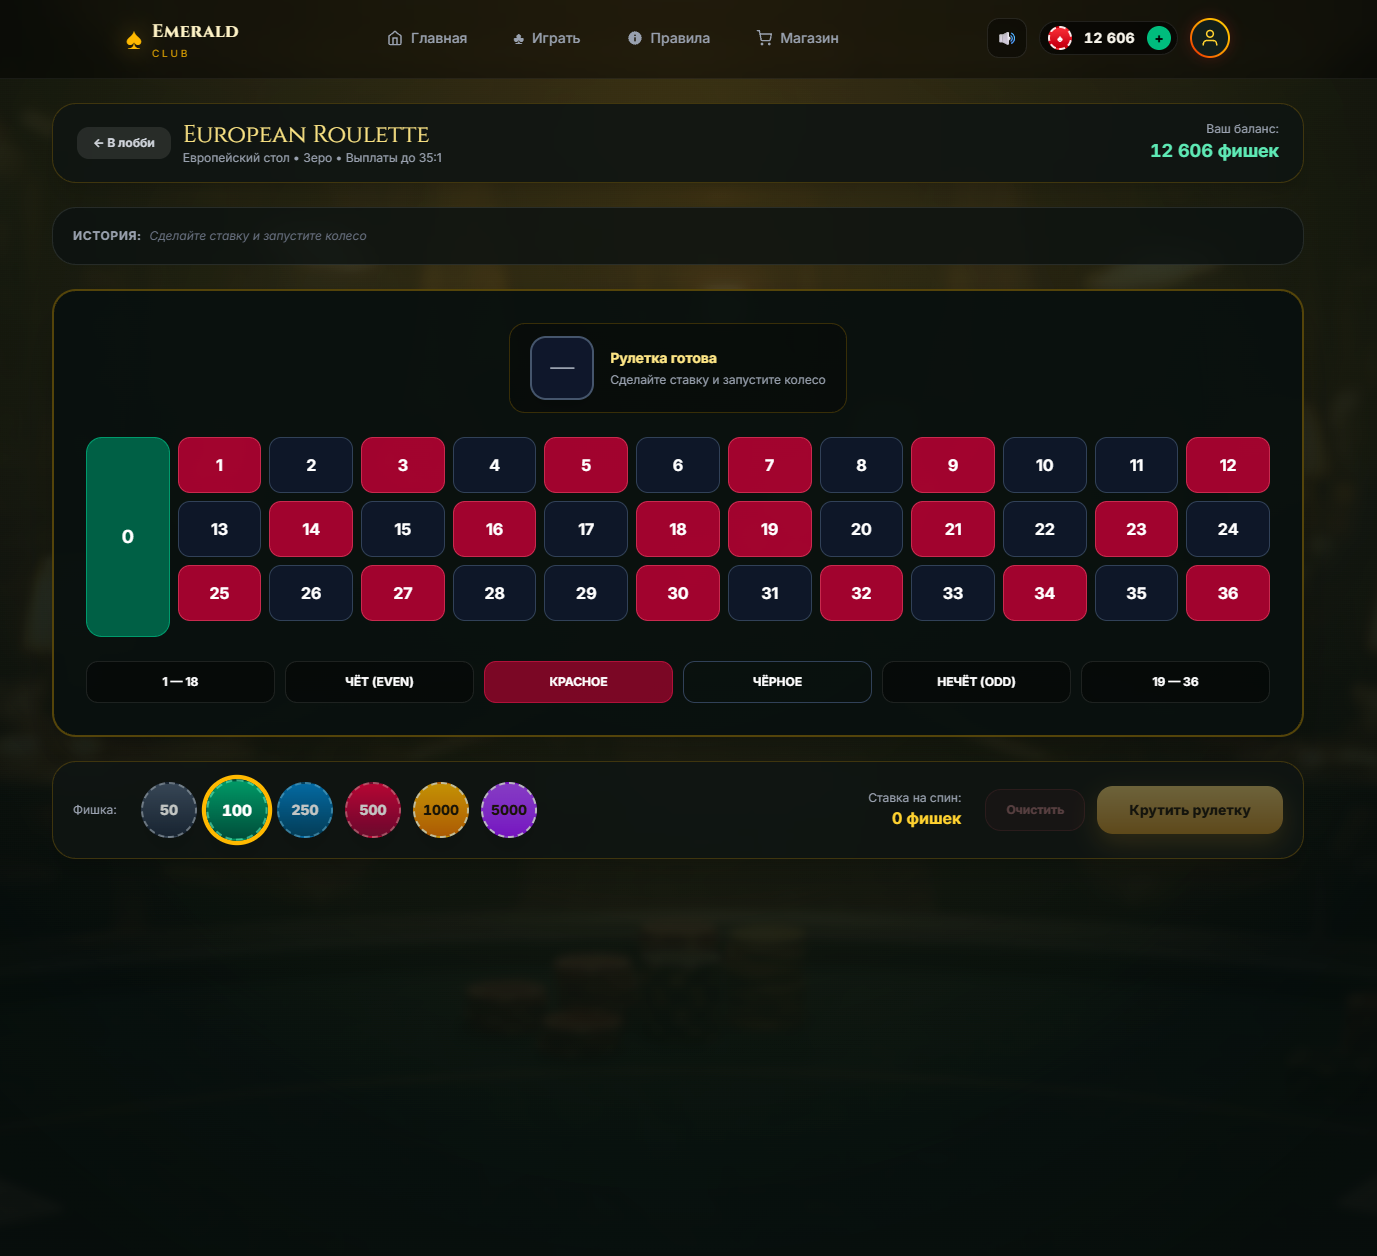 EMERALD
CLUB
Главная
Играть
Правила
Магазин
12 606
+
← В лобби
EUROPEAN ROULETTE
Европейский стол • Зеро • Выплаты до 35:1
Ваш баланс:
12 606 фишек
ИСТОРИЯ: Сделайте ставку и запустите колесо
—
Рулетка готова
Сделайте ставку и запустите колесо
0
1 2 3 4 5 6 7 8 9 10 11 12
13 14 15 16 17 18 19 20 21 22 23 24
25 26 27 28 29 30 31 32 33 34 35 36
1 — 18
ЧЁТ (EVEN)
КРАСНОЕ
ЧЁРНОЕ
НЕЧЁТ (ODD)
19 — 36
Фишка:
50
100
250
500
1000
5000
Ставка на спин:
0 фишек
Очистить
Крутить рулетку